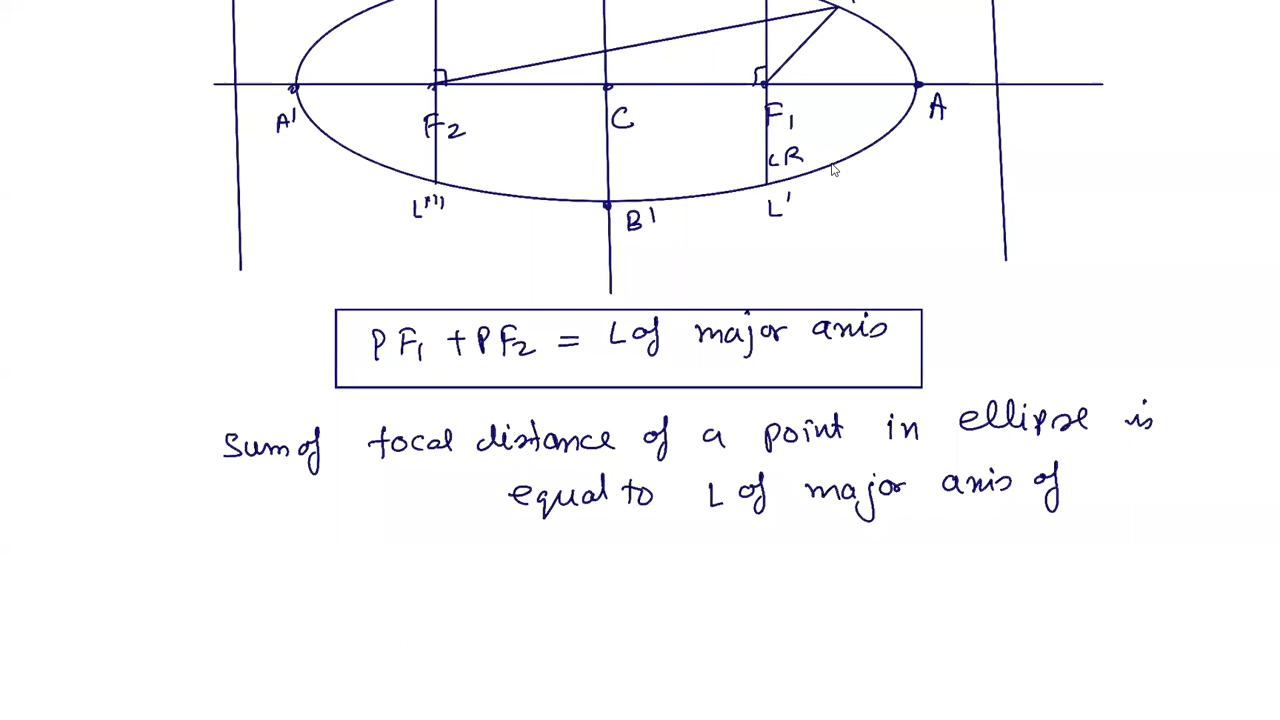 A'
F2
C
F1
A
LR
L'''
B'
L'
PF1 + PF2 = L of major axis
Sum of focal distance of a point in ellipse is
equal to L of major axis of